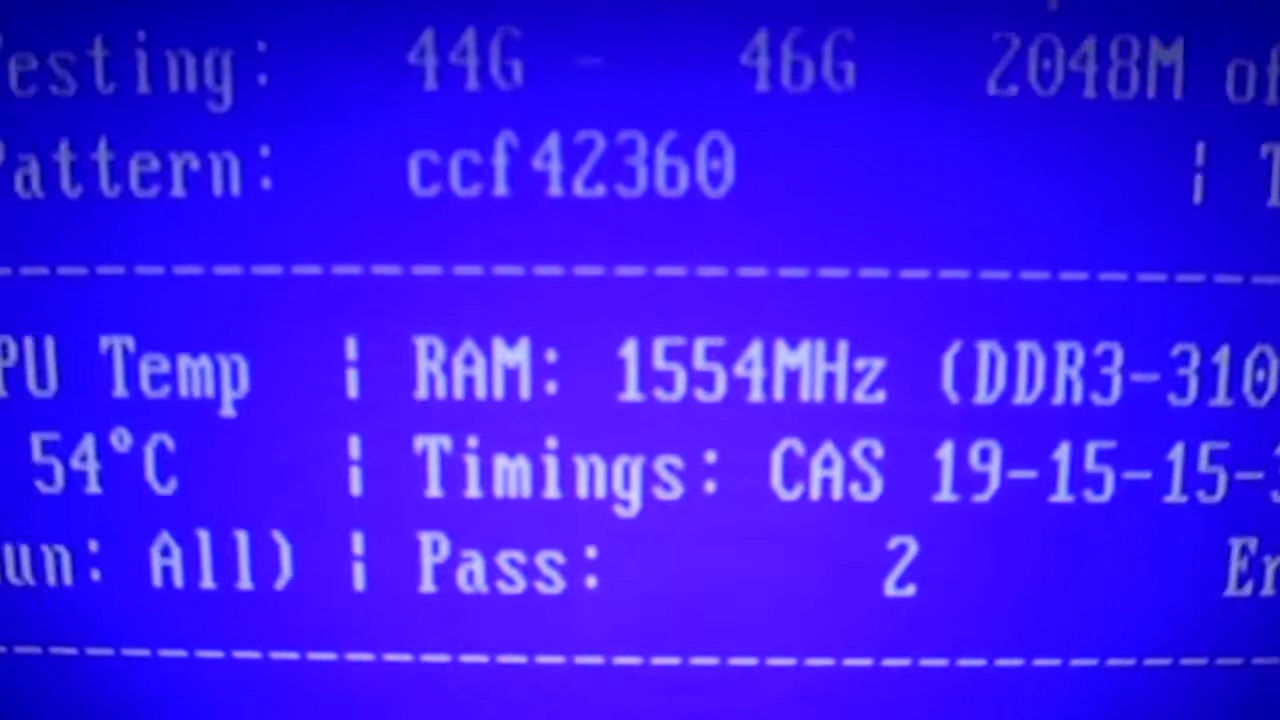 esting: 44G - 46G 2048M of
attern: ccf42360 ¦ T
PU Temp ¦ RAM: 1554MHz (DDR3-310
54°C ¦ Timings: CAS 19-15-15-
un: All) ¦ Pass: 2 Er